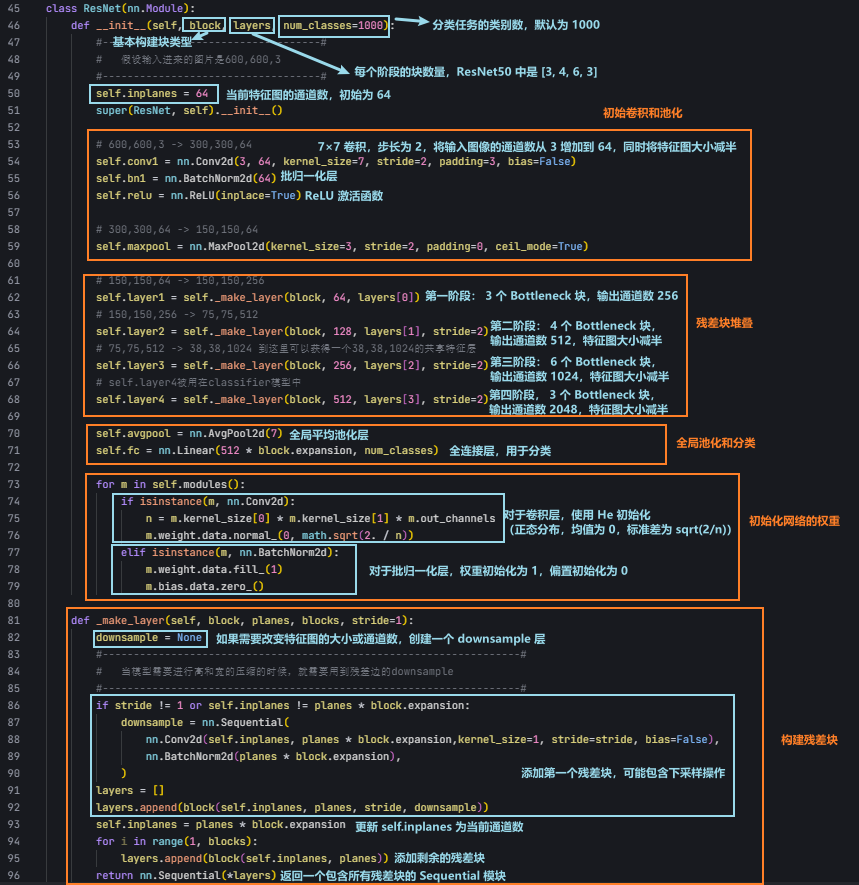 45 class ResNet(nn.Module):
46 def __init__(self, block, layers, num_classes=1000): 分类任务的类别数，默认为 1000
47 #-----------------------------------# 基本构建块类型
48 # 假设输入进来的图片是600,600,3
49 #-----------------------------------# 每个阶段的块数量，ResNet50 中是 [3, 4, 6, 3]
50 self.inplanes = 64 当前特征图的通道数，初始为 64
51 super(ResNet, self).__init__()
初始卷积和池化
52
53 # 600,600,3 -> 300,300,64 7×7 卷积，步长为 2，将输入图像的通道数从 3 增加到 64，同时将特征图大小减半
54 self.conv1 = nn.Conv2d(3, 64, kernel_size=7, stride=2, padding=3, bias=False)
55 self.bn1 = nn.BatchNorm2d(64) 批归一化层
56 self.relu = nn.ReLU(inplace=True) ReLU 激活函数
57
58 # 300,300,64 -> 150,150,64
59 self.maxpool = nn.MaxPool2d(kernel_size=3, stride=2, padding=0, ceil_mode=True)
60
61 # 150,150,64 -> 150,150,256
62 self.layer1 = self._make_layer(block, 64, layers[0]) 第一阶段： 3 个 Bottleneck 块，输出通道数 256
63 # 150,150,256 -> 75,75,512
64 self.layer2 = self._make_layer(block, 128, layers[1], stride=2) 第二阶段： 4 个 Bottleneck 块，
输出通道数 512，特征图大小减半
残差块堆叠
65 # 75,75,512 -> 38,38,1024 到这里可以获得一个38,38,1024的共享特征层
66 self.layer3 = self._make_layer(block, 256, layers[2], stride=2) 第三阶段： 6 个 Bottleneck 块，
输出通道数 1024，特征图大小减半
67 # self.layer4被用在classifier模型中
68 self.layer4 = self._make_layer(block, 512, layers[3], stride=2) 第四阶段， 3 个 Bottleneck 块，
输出通道数 2048，特征图大小减半
69
70 self.avgpool = nn.AvgPool2d(7) 全局平均池化层
71 self.fc = nn.Linear(512 * block.expansion, num_classes) 全连接层，用于分类
全局池化和分类
72
73 for m in self.modules():
74 if isinstance(m, nn.Conv2d):
75 n = m.kernel_size[0] * m.kernel_size[1] * m.out_channels 对于卷积层，使用 He 初始化
76 m.weight.data.normal_(0, math.sqrt(2. / n)) （正态分布，均值为 0，标准差为 sqrt(2/n)）
初始化网络的权重
77 elif isinstance(m, nn.BatchNorm2d):
78 m.weight.data.fill_(1) 对于批归一化层，权重初始化为 1，偏置初始化为 0
79 m.bias.data.zero_()
80
81 def _make_layer(self, block, planes, blocks, stride=1):
82 downsample = None 如果需要改变特征图的大小或通道数，创建一个 downsample 层
83 #-------------------------------------------------------------------#
84 # 当模型需要进行高和宽的压缩的时候，就需要用到残差边的downsample
85 #-------------------------------------------------------------------#
86 if stride != 1 or self.inplanes != planes * block.expansion:
87 downsample = nn.Sequential(
88 nn.Conv2d(self.inplanes, planes * block.expansion,kernel_size=1, stride=stride, bias=False),
构建残差块
89 nn.BatchNorm2d(planes * block.expansion),
90 ) 添加第一个残差块，可能包含下采样操作
91 layers = []
92 layers.append(block(self.inplanes, planes, stride, downsample))
93 self.inplanes = planes * block.expansion 更新 self.inplanes 为当前通道数
94 for i in range(1, blocks):
95 layers.append(block(self.inplanes, planes)) 添加剩余的残差块
96 return nn.Sequential(*layers) 返回一个包含所有残差块的 Sequential 模块